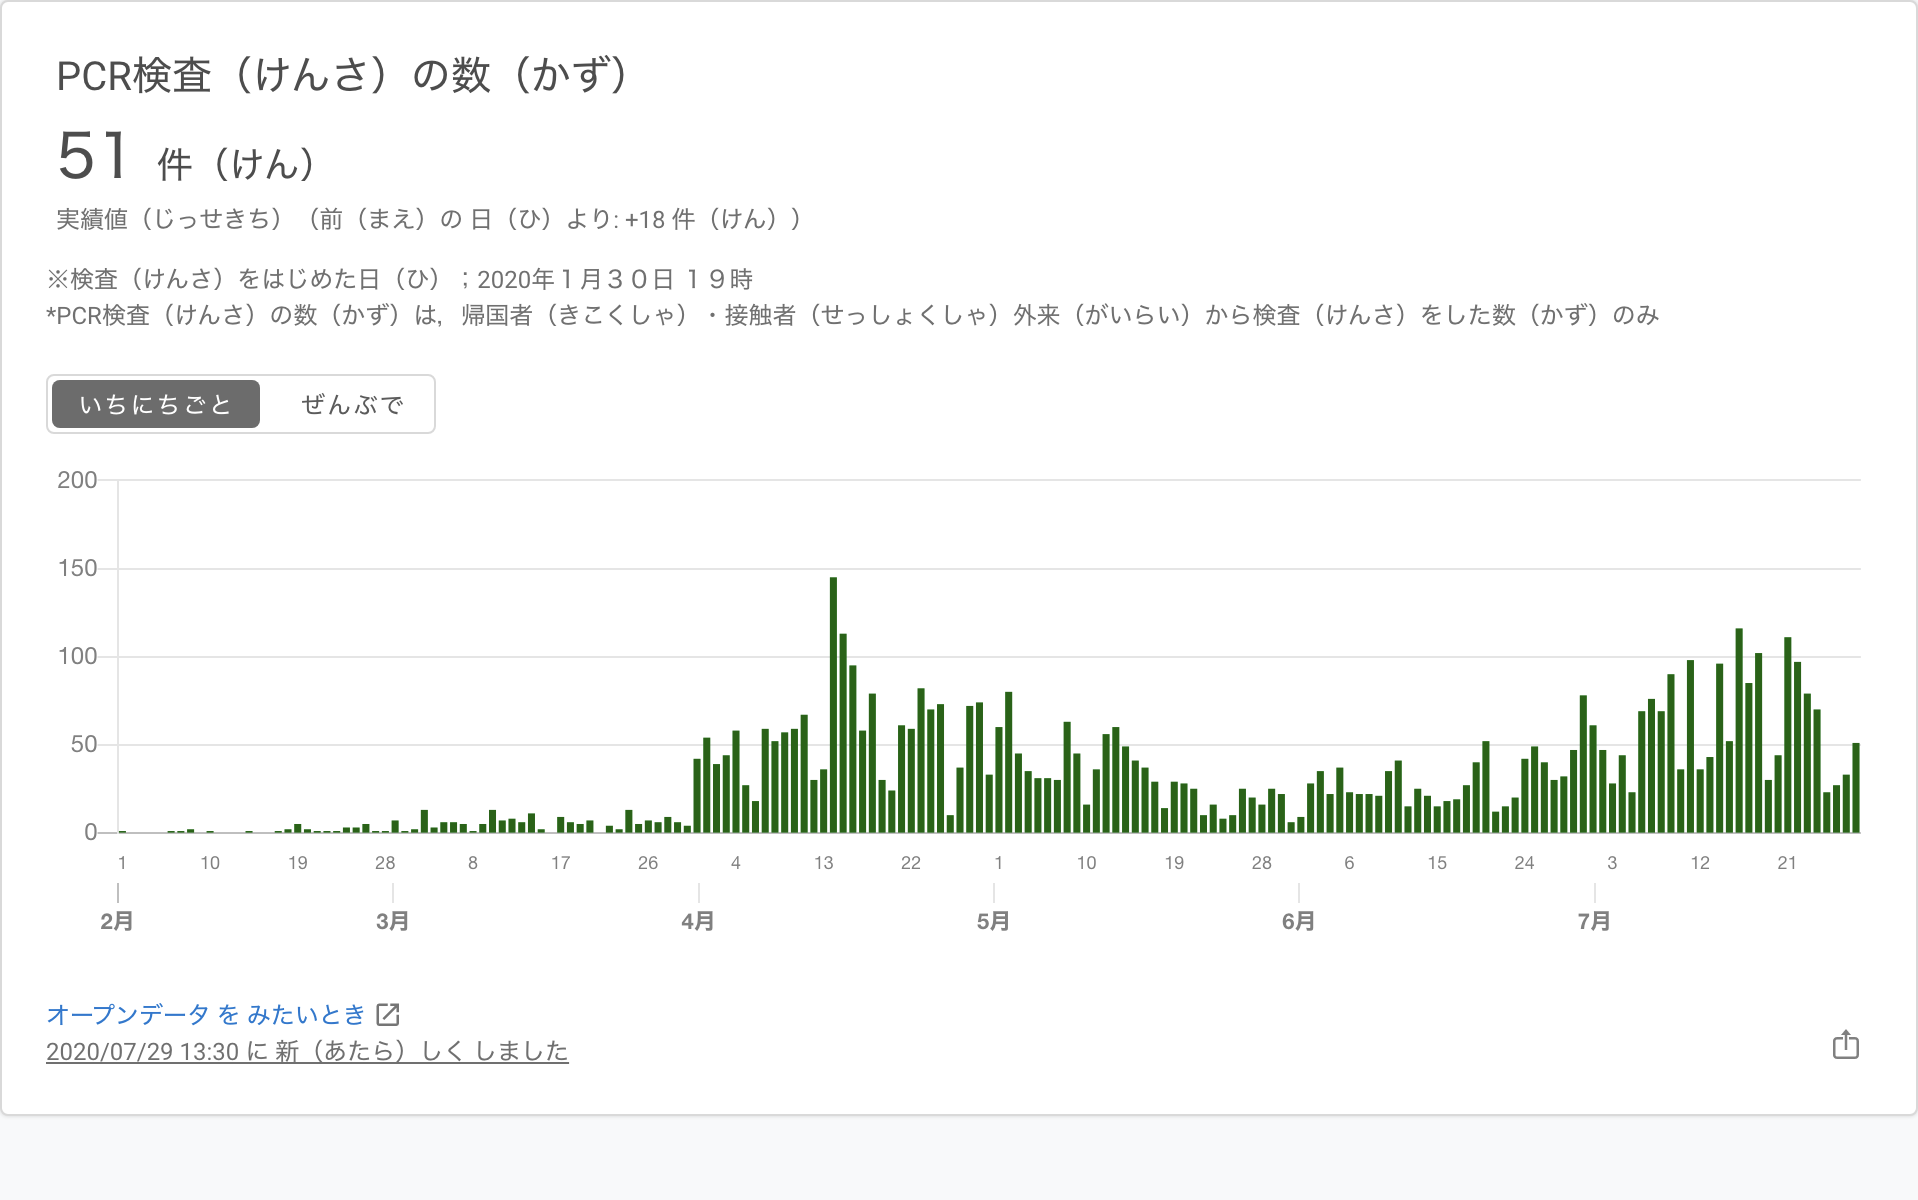 PCR検査（けんさ）の数（かず）
51 件（けん）
実績値（じっせきち）（前（まえ）の 日（ひ）より: +18 件（けん））
※検査（けんさ）をはじめた日（ひ）；2020年１月３０日 １９時
*PCR検査（けんさ）の数（かず）は，帰国者（きこくしゃ）・接触者（せっしょくしゃ）外来（がいらい）から検査（けんさ）をした数（かず）のみ
いちにちごと ぜんぶで
200
150
100
50
0
1 10 19 28 8 17 26 4 13 22 1 10 19 28 6 15 24 3 12 21
2月 3月 4月 5月 6月 7月
オープンデータ を みたいとき
2020/07/29 13:30 に 新（あたら）しく しました